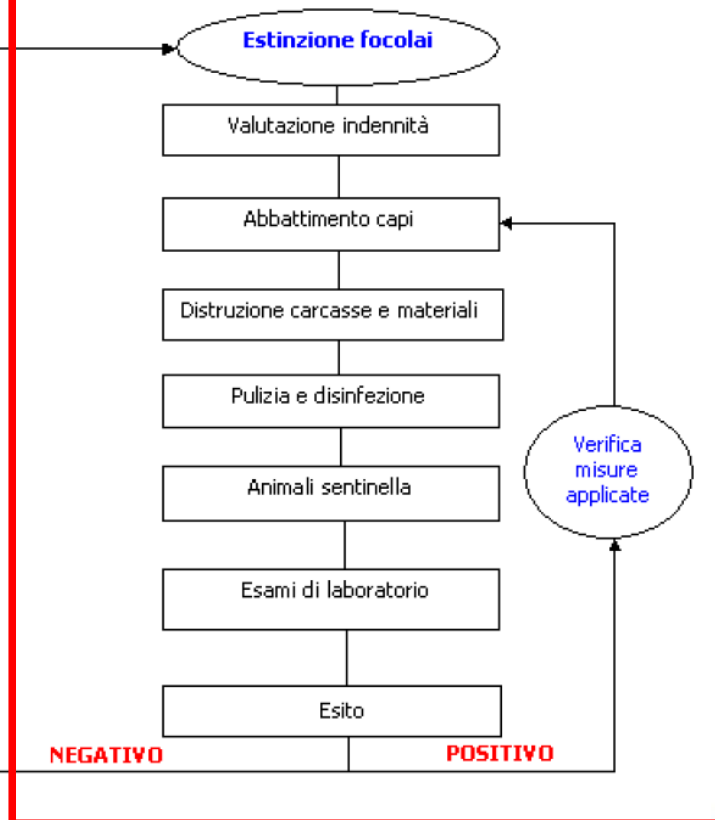 Estinzione focolai
Valutazione indennità
Abbattimento capi
Distruzione carcasse e materiali
Pulizia e disinfezione
Verifica
misure
applicate
Animali sentinella
Esami di laboratorio
Esito
NEGATIVO
POSITIVO